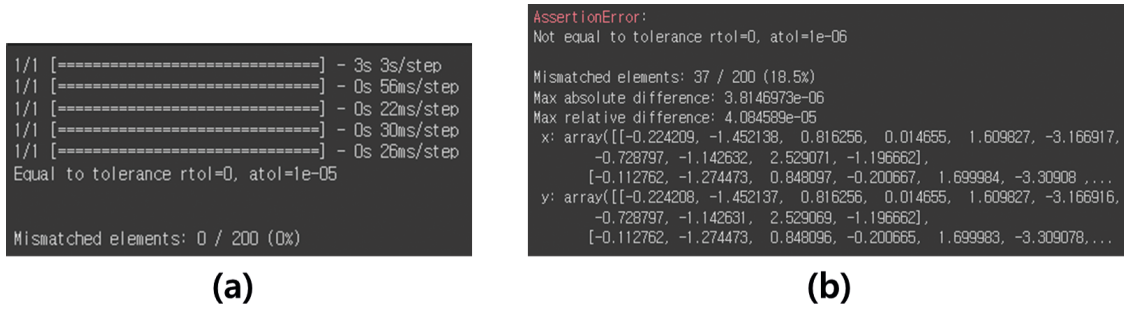 1/1 [==============================] - 3s 3s/step
1/1 [==============================] - 0s 56ms/step
1/1 [==============================] - 0s 22ms/step
1/1 [==============================] - 0s 30ms/step
1/1 [==============================] - 0s 26ms/step
Equal to tolerance rtol=0, atol=1e-05
Mismatched elements: 0 / 200 (0%)
(a)
AssertionError:
Not equal to tolerance rtol=0, atol=1e-06
Mismatched elements: 37 / 200 (18.5%)
Max absolute difference: 3.8146973e-06
Max relative difference: 4.084589e-05
x: array([[-0.224209, -1.452138, 0.816256, 0.014655, 1.609827, -3.166917,
-0.728797, -1.142632, 2.529071, -1.196662],
[-0.112762, -1.274473, 0.848097, -0.200667, 1.699984, -3.30908 ,...
y: array([[-0.224208, -1.452137, 0.816256, 0.014655, 1.609827, -3.166916,
-0.728797, -1.142631, 2.529069, -1.196662],
[-0.112762, -1.274473, 0.848096, -0.200665, 1.699983, -3.309078,...
(b)